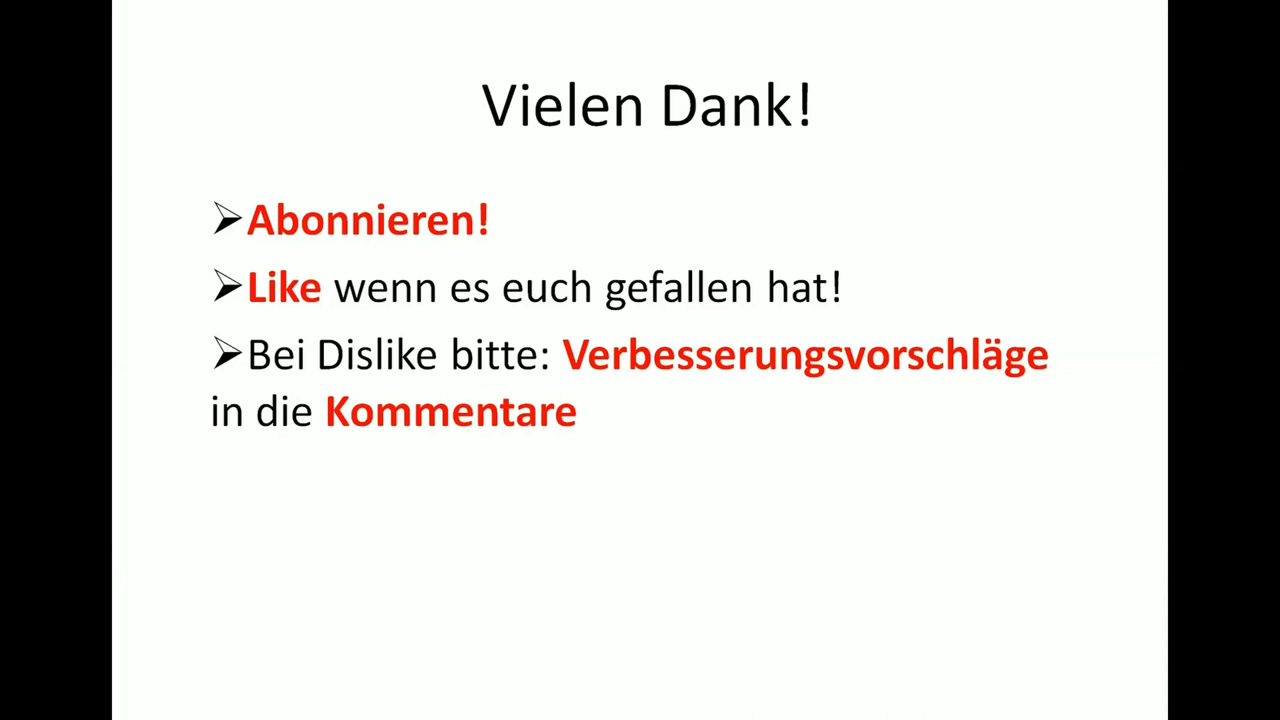 Vielen Dank!
➢Abonnieren!
➢Like wenn es euch gefallen hat!
➢Bei Dislike bitte: Verbesserungsvorschläge
in die Kommentare